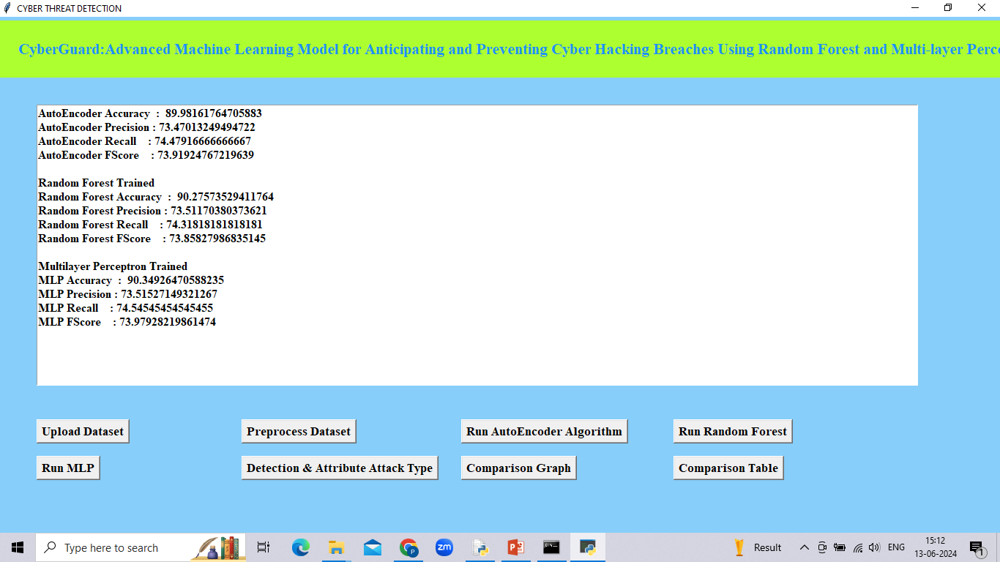 CYBER THREAT DETECTION
CyberGuard:Advanced Machine Learning Model for Anticipating and Preventing Cyber Hacking Breaches Using Random Forest and Multi-layer
AutoEncoder Accuracy : 89.98161764705883
AutoEncoder Precision : 73.47013249494722
AutoEncoder Recall : 74.47916666666667
AutoEncoder FScore : 73.91924767219639
Random Forest Trained
Random Forest Accuracy : 90.27573529411764
Random Forest Precision : 73.51170380373621
Random Forest Recall : 74.31818181818181
Random Forest FScore : 73.85827986835145
Multilayer Perceptron Trained
MLP Accuracy : 90.34926470588235
MLP Precision : 73.51527149321267
MLP Recall : 74.54545454545455
MLP FScore : 73.97928219861474
Upload Dataset
Preprocess Dataset
Run AutoEncoder Algorithm
Run Random Forest
Run MLP
Detection & Attribute Attack Type
Comparison Graph
Comparison Table
Type here to search
zm
P
Result
ENG
15:12
13-06-2024
1